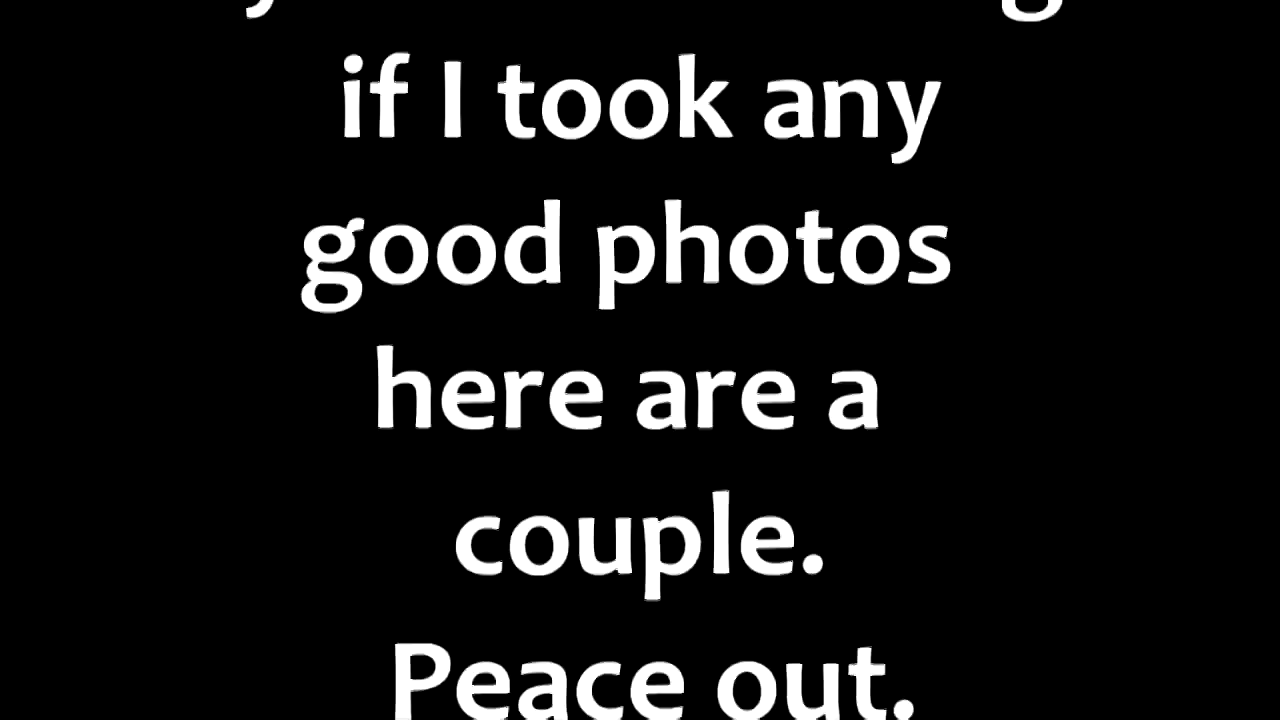 if I took any
good photos
here are a
couple.
Peace out.